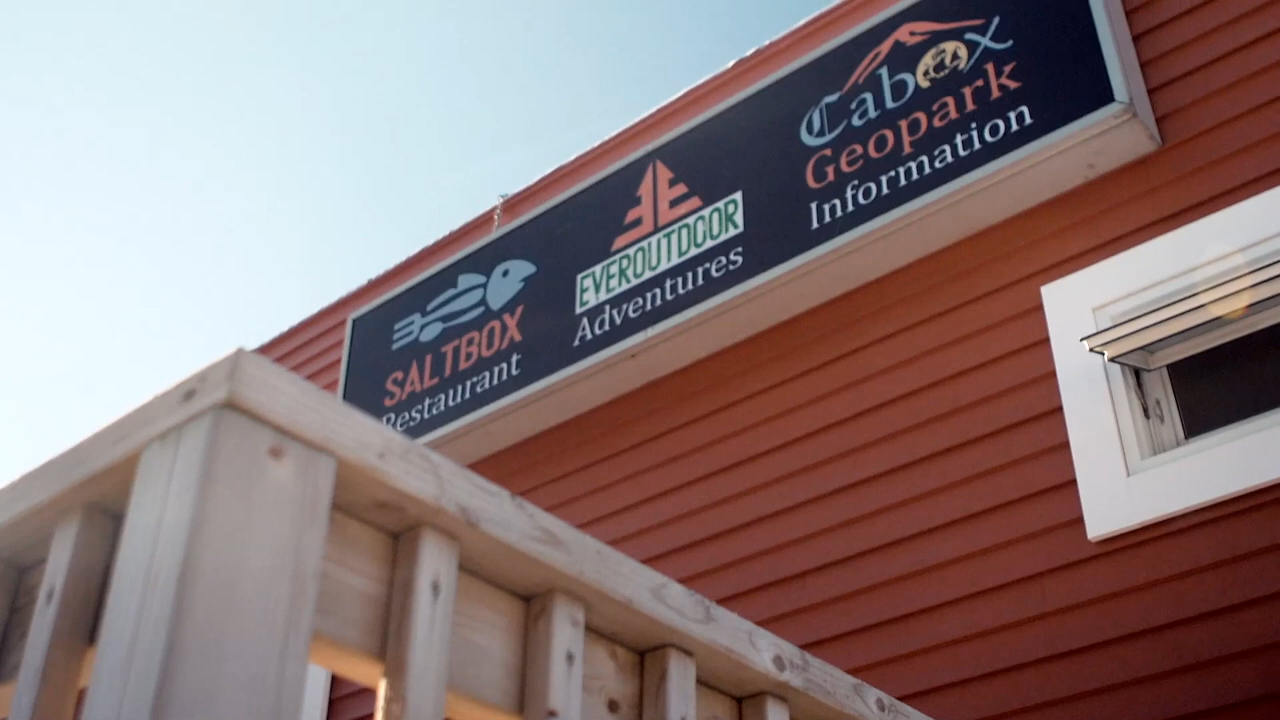 SALTBOX
Restaurant
EVEROUTDOOR
Adventures
Cabox
Geopark
Information